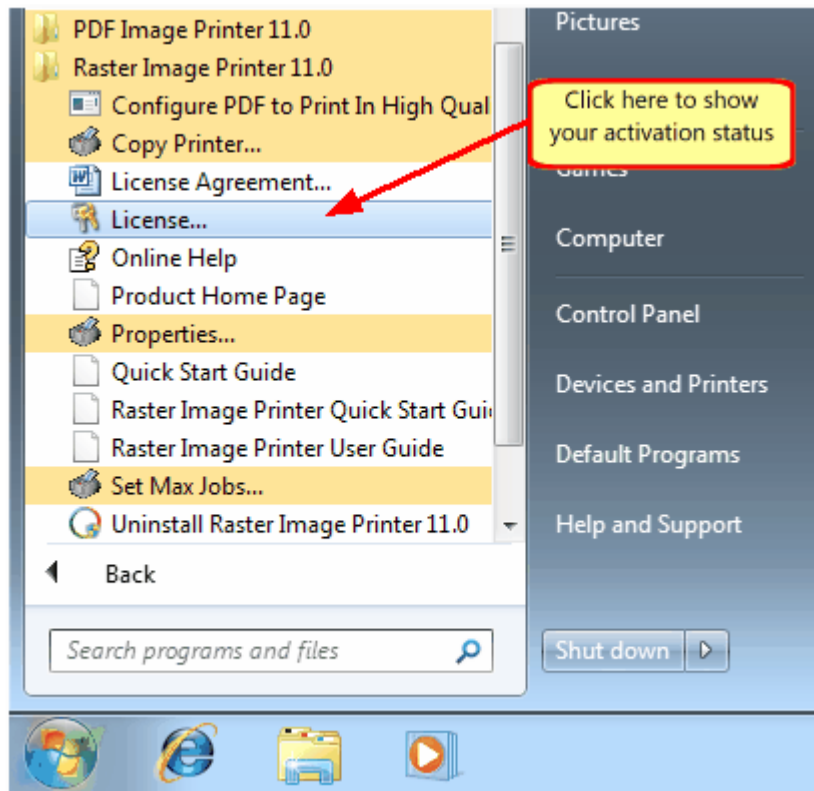 PDF Image Printer 11.0
Raster Image Printer 11.0
Configure PDF to Print In High Qual
Copy Printer...
License Agreement...
License...
Online Help
Product Home Page
Properties...
Quick Start Guide
Raster Image Printer Quick Start Gui
Raster Image Printer User Guide
Set Max Jobs...
Uninstall Raster Image Printer 11.0
Back
Search programs and files
Pictures
Click here to show
your activation status
Games
Computer
Control Panel
Devices and Printers
Default Programs
Help and Support
Shut down